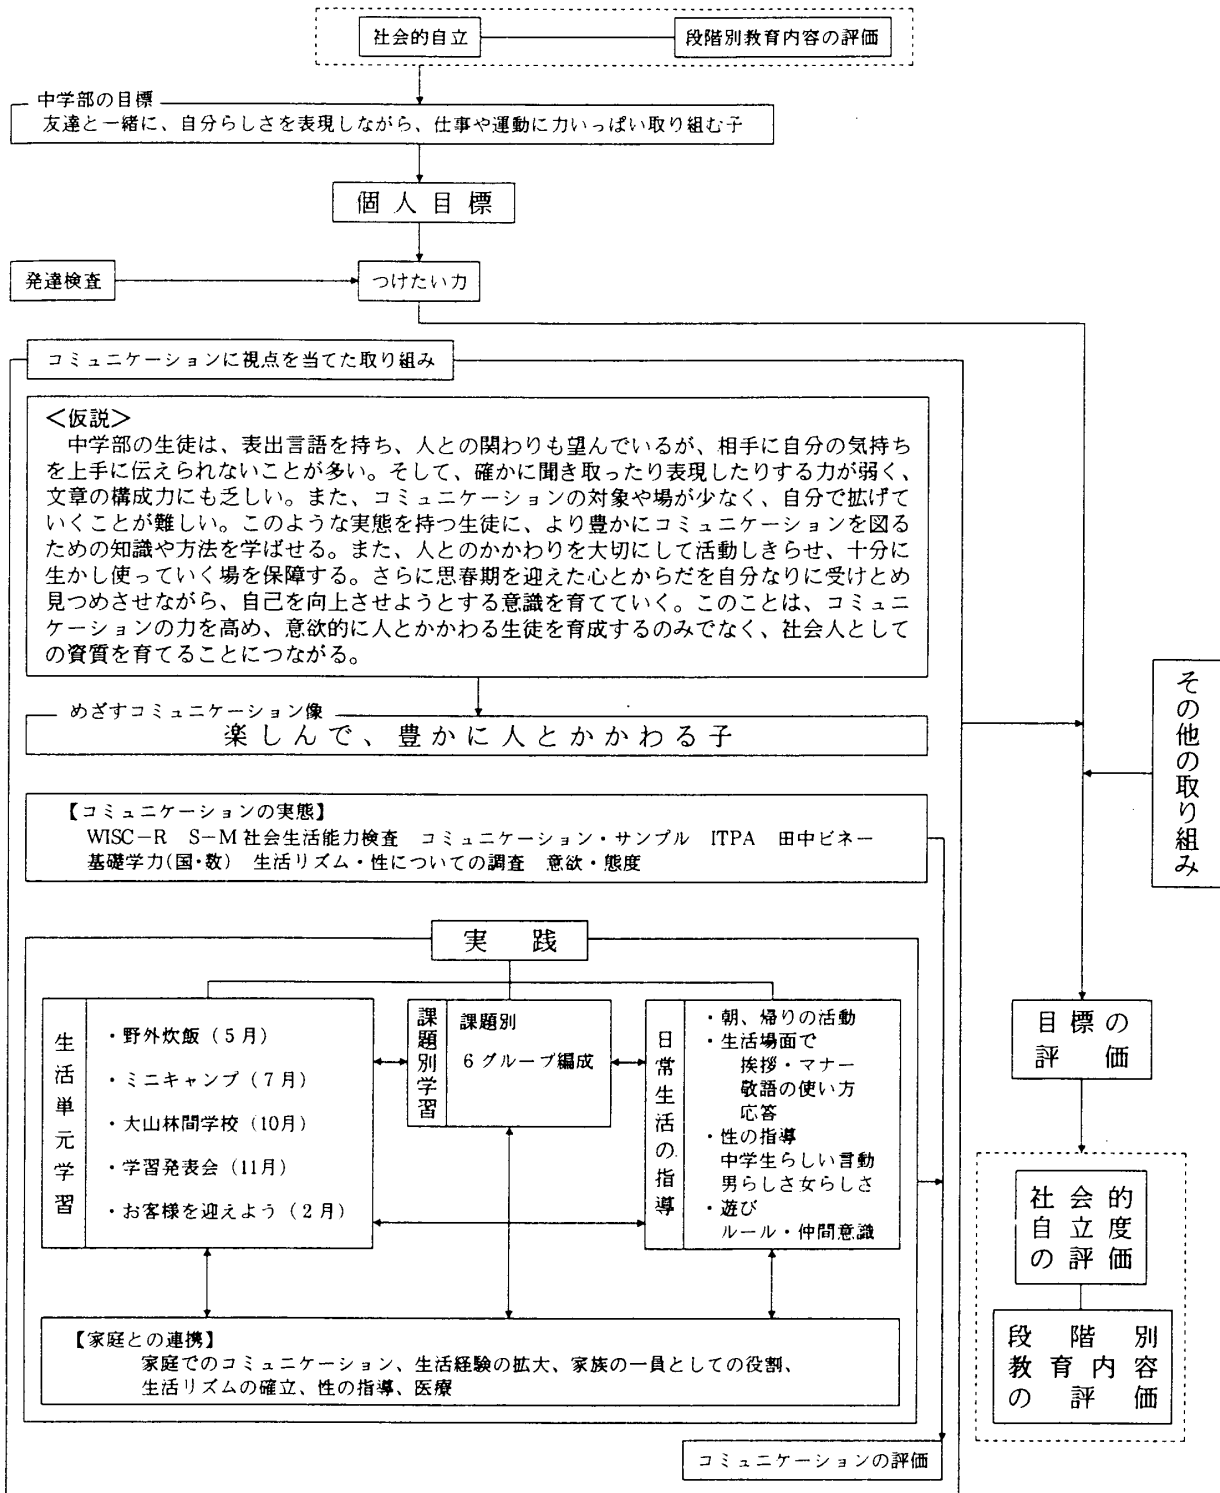 社会的自立
段階別教育内容の評価
中学部の目標
友達と一緒に、自分らしさを表現しながら、仕事や運動に力いっぱい取り組む子
個人目標
発達検査
つけたい力
コミュニケーションに視点を当てた取り組み
＜仮説＞
中学部の生徒は、表出言語を持ち、人との関わりも望んでいるが、相手に自分の気持ち
を上手に伝えられないことが多い。そして、確かに聞き取ったり表現したりする力が弱く、
文章の構成力にも乏しい。また、コミュニケーションの対象や場が少なく、自分で拡げて
いくことが難しい。このような実態を持つ生徒に、より豊かにコミュニケーションを図る
ための知識や方法を学ばせる。また、人とのかかわりを大切にして活動しきらせ、十分に
生かし使っていく場を保障する。さらに思春期を迎えた心とからだを自分なりに受けとめ
見つめさせながら、自己を向上させようとする意識を育てていく。このことは、コミュニ
ケーションの力を高め、意欲的に人とかかわる生徒を育成するのみでなく、社会人として
の資質を育てることにつながる。
めざすコミュニケーション像
楽しんで、豊かに人とかかわる子
その他の取り組み
【コミュニケーションの実態】
WISC－R　S－M社会生活能力検査　コミュニケーション・サンプル　ITPA　田中ビネー
基礎学力(国・数)　生活リズム・性についての調査　意欲・態度
実　践
生活単元学習
・野外炊飯（5月）
・ミニキャンプ（7月）
・大山林間学校（10月）
・学習発表会（11月）
・お客様を迎えよう（2月）
課題別学習
課題別
6グループ編成
日常生活の指導
・朝、帰りの活動
・生活場面で
挨拶・マナー
敬語の使い方
応答
・性の指導
中学生らしい言動
男らしさ女らしさ
・遊び
ルール・仲間意識
【家庭との連携】
家庭でのコミュニケーション、生活経験の拡大、家族の一員としての役割、
生活リズムの確立、性の指導、医療
コミュニケーションの評価
目標の
評価
社会的
自立度
の評価
段階別
教育内容
の評価